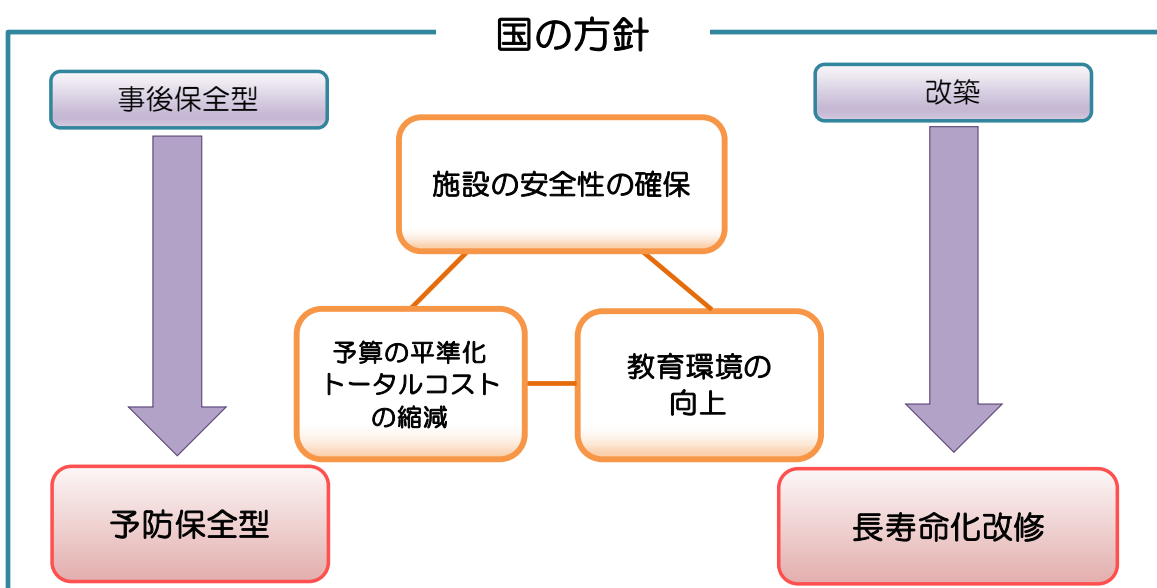 国の方針
事後保全型
改築
施設の安全性の確保
予算の平準化
トータルコスト
の縮減
教育環境の
向上
予防保全型
長寿命化改修